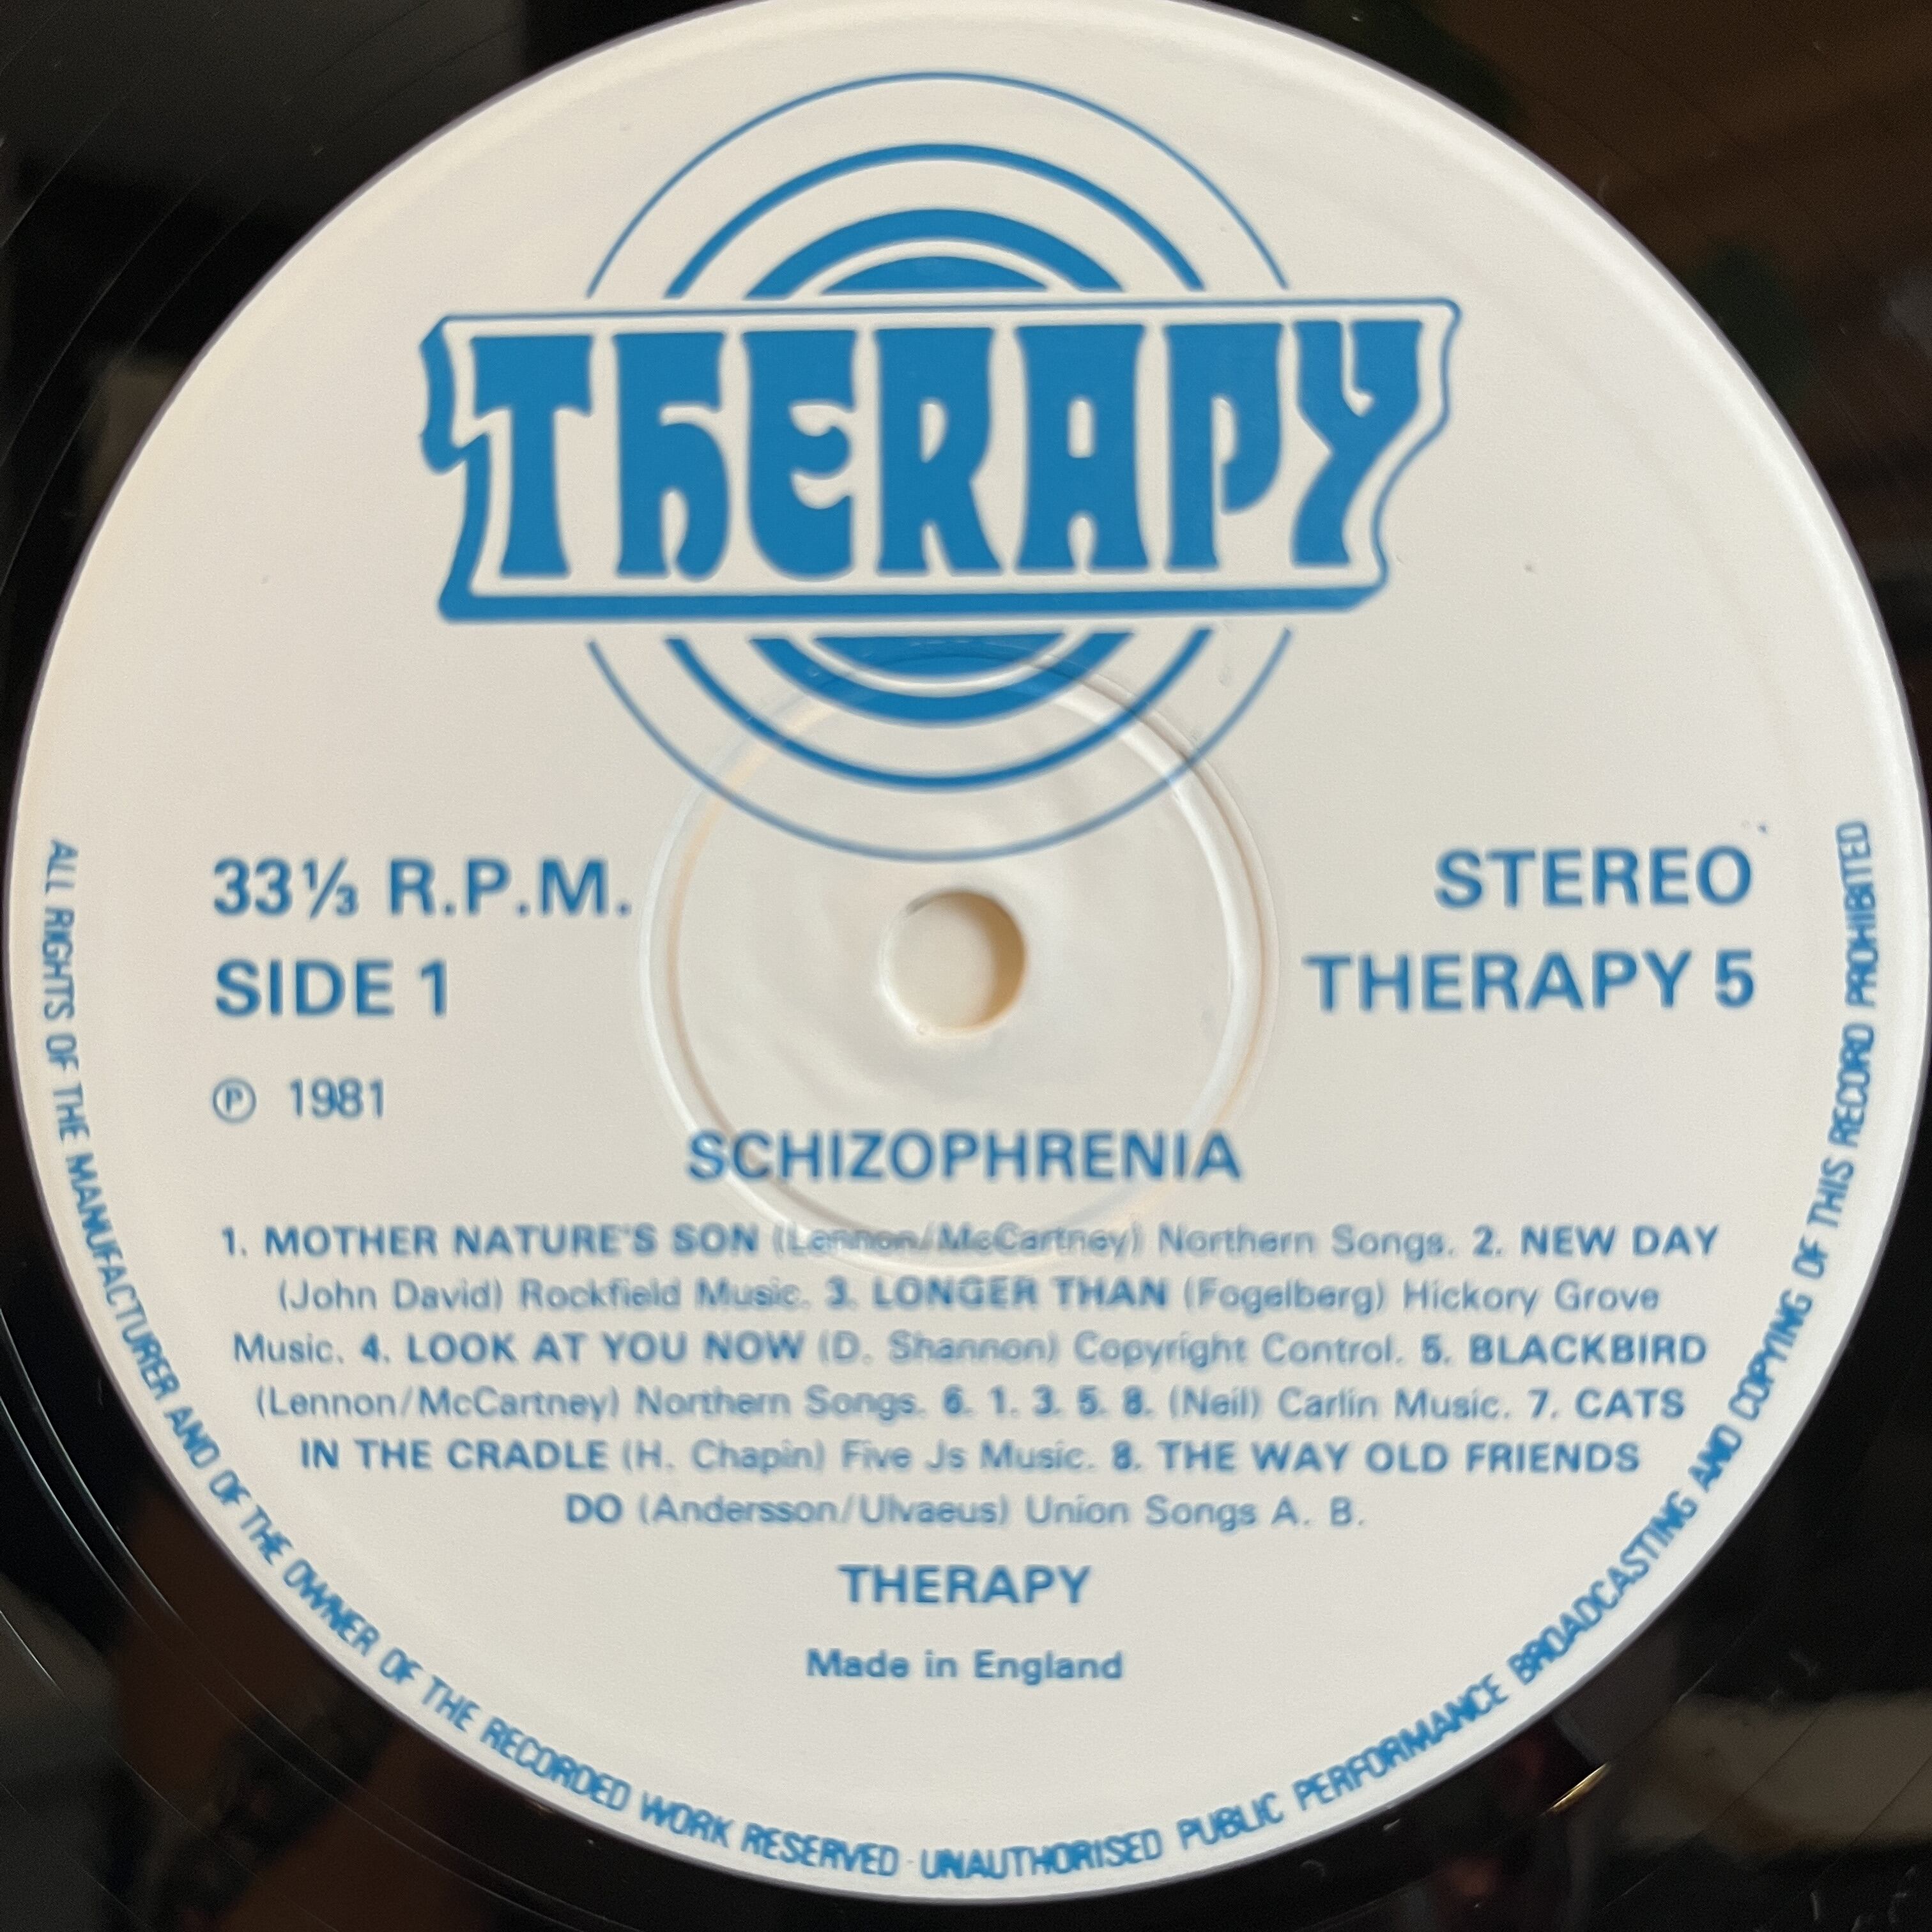 THERAPY
33⅓ R.P.M.
SIDE 1
Ⓟ 1981
STEREO
THERAPY 5
SCHIZOPHRENIA
1. MOTHER NATURE'S SON (Lennon/McCartney) Northern Songs. 2. NEW DAY
(John David) Rockfield Music. 3. LONGER THAN (Fogelberg) Hickory Grove
Music. 4. LOOK AT YOU NOW (D. Shannon) Copyright Control. 5. BLACKBIRD
(Lennon/McCartney) Northern Songs. 6. 1. 3. 5. 8. (Neil) Carlin Music. 7. CATS
IN THE CRADLE (H. Chapin) Five Js Music. 8. THE WAY OLD FRIENDS
DO (Andersson/Ulvaeus) Union Songs A. B.
THERAPY
Made in England
ALL RIGHTS OF THE MANUFACTURER AND OF THE OWNER OF THE RECORDED WORK RESERVED · UNAUTHORISED PUBLIC PERFORMANCE BROADCASTING AND COPYING OF THIS RECORD PROHIBITED